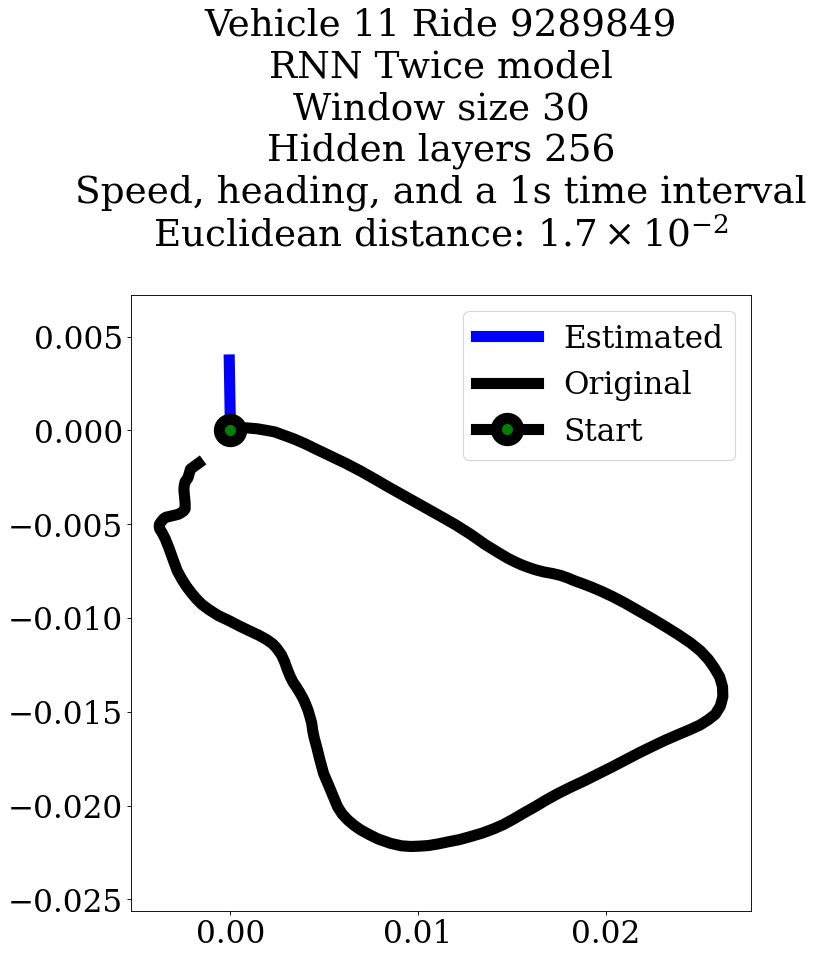 Vehicle 11 Ride 9289849
RNN Twice model
Window size 30
Hidden layers 256
Speed, heading, and a 1s time interval
Euclidean distance: 1.7 × 10⁻²
Estimated
Original
Start
0.005
0.000
−0.005
−0.010
−0.015
−0.020
−0.025
0.00 0.01 0.02